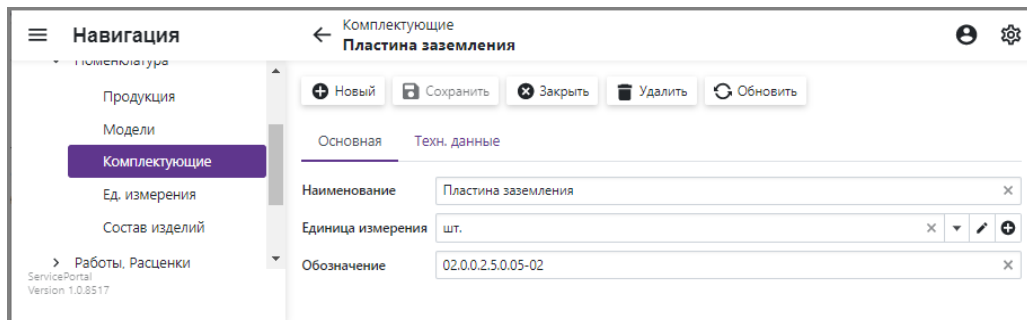 Навигация
Номенклатура
Продукция
Модели
Комплектующие
Ед. измерения
Состав изделий
Работы, Расценки
ServicePortal
Version 1.0.8517
Комплектующие
Пластина заземления
Новый Сохранить Закрыть Удалить Обновить
Основная Техн. данные
Наименование Пластина заземления
Единица измерения шт.
Обозначение 02.0.0.2.5.0.05-02